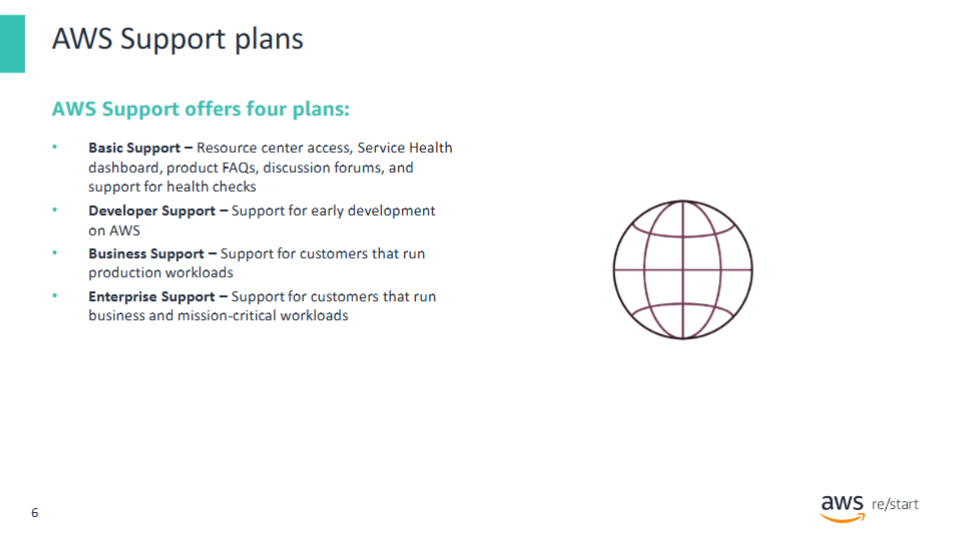 AWS Support plans
AWS Support offers four plans:
• Basic Support – Resource center access, Service Health
dashboard, product FAQs, discussion forums, and
support for health checks
• Developer Support – Support for early development
on AWS
• Business Support – Support for customers that run
production workloads
• Enterprise Support – Support for customers that run
business and mission-critical workloads
6
aws re/start